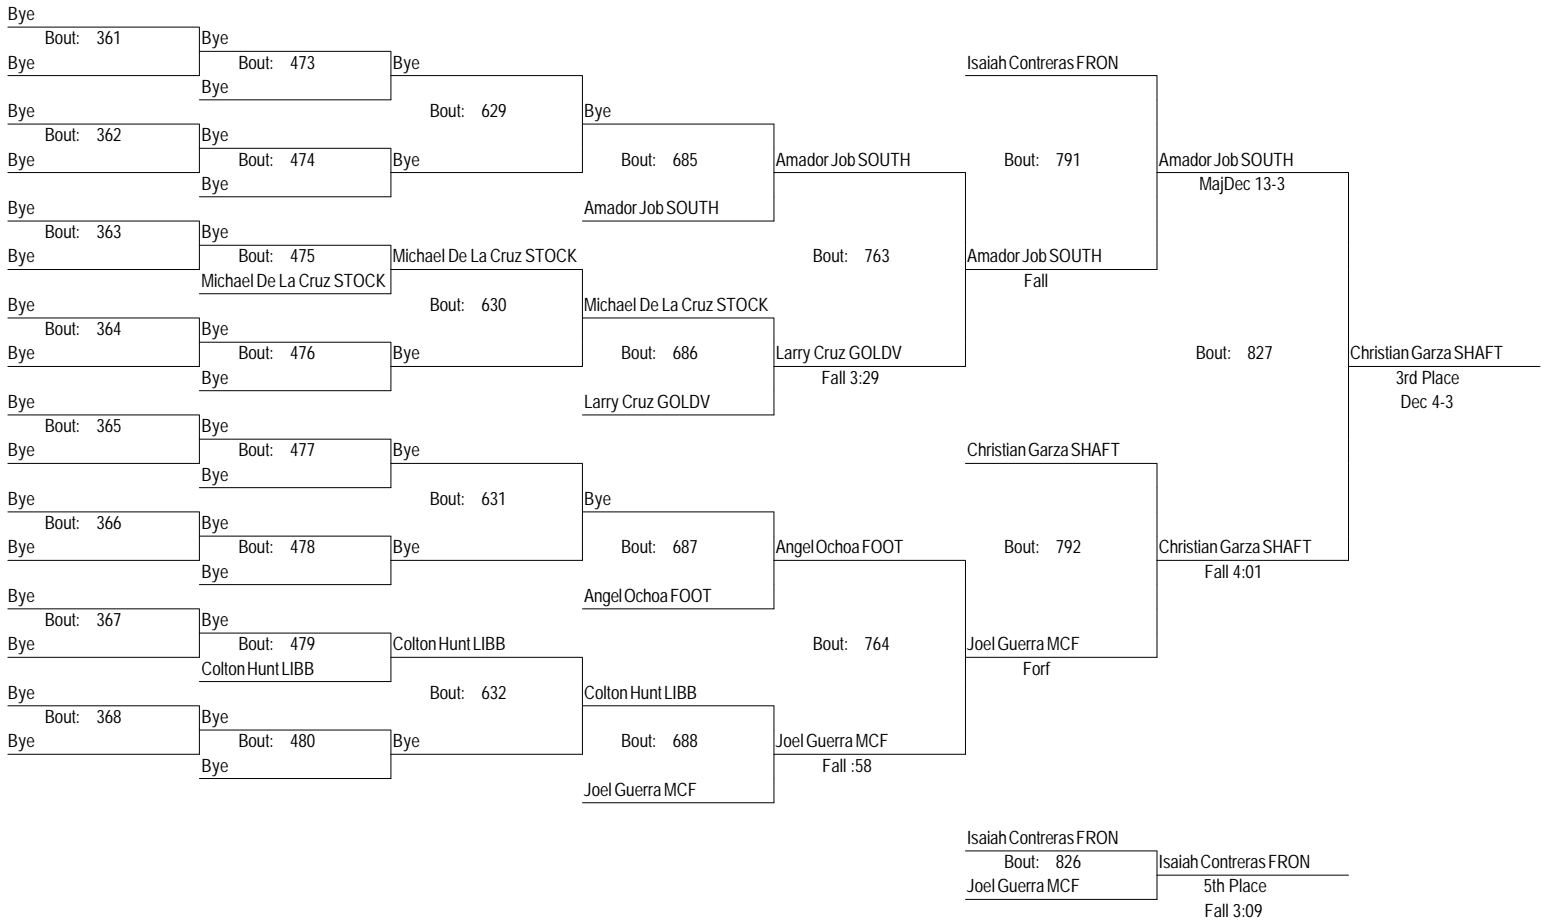 Bye
Bout: 361
Bye
Bye
Bout: 473
Bye
Bye
Bout: 362
Bye
Bye
Bout: 474
Bye
Bye
Bout: 629
Bye
Bye
Bout: 363
Bye
Bye
Bout: 475
Michael De La Cruz STOCK
Bye
Bout: 364
Bye
Bye
Bout: 476
Bye
Michael De La Cruz STOCK
Bout: 630
Bye
Bye
Bout: 685
Amador Job SOUTH
Michael De La Cruz STOCK
Bout: 686
Larry Cruz GOLDV
Amador Job SOUTH
Bout: 763
Larry Cruz GOLDV
Fall 3:29
Bye
Bout: 365
Bye
Bye
Bout: 477
Bye
Bye
Bout: 366
Bye
Bye
Bout: 478
Bye
Bye
Bout: 631
Bye
Bye
Bout: 367
Bye
Bye
Bout: 479
Colton Hunt LIBB
Bye
Bout: 368
Bye
Bye
Bout: 480
Bye
Colton Hunt LIBB
Bout: 632
Bye
Bye
Bout: 687
Angel Ochoa FOOT
Colton Hunt LIBB
Bout: 688
Joel Guerra MCF
Angel Ochoa FOOT
Bout: 764
Joel Guerra MCF
Fall :58
Isaiah Contreras FRON
Bout: 791
Amador Job SOUTH
Fall
Christian Garza SHAFT
Bout: 792
Joel Guerra MCF
Forf
Amador Job SOUTH
MajDec 13-3
Bout: 827
Christian Garza SHAFT
Fall 4:01
Christian Garza SHAFT
3rd Place
Dec 4-3
Isaiah Contreras FRON
Bout: 826
Joel Guerra MCF
Isaiah Contreras FRON
5th Place
Fall 3:09